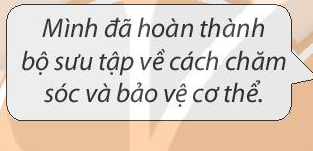 Mình đã hoàn thành
bộ sưu tập về cách chăm
sóc và bảo vệ cơ thể.